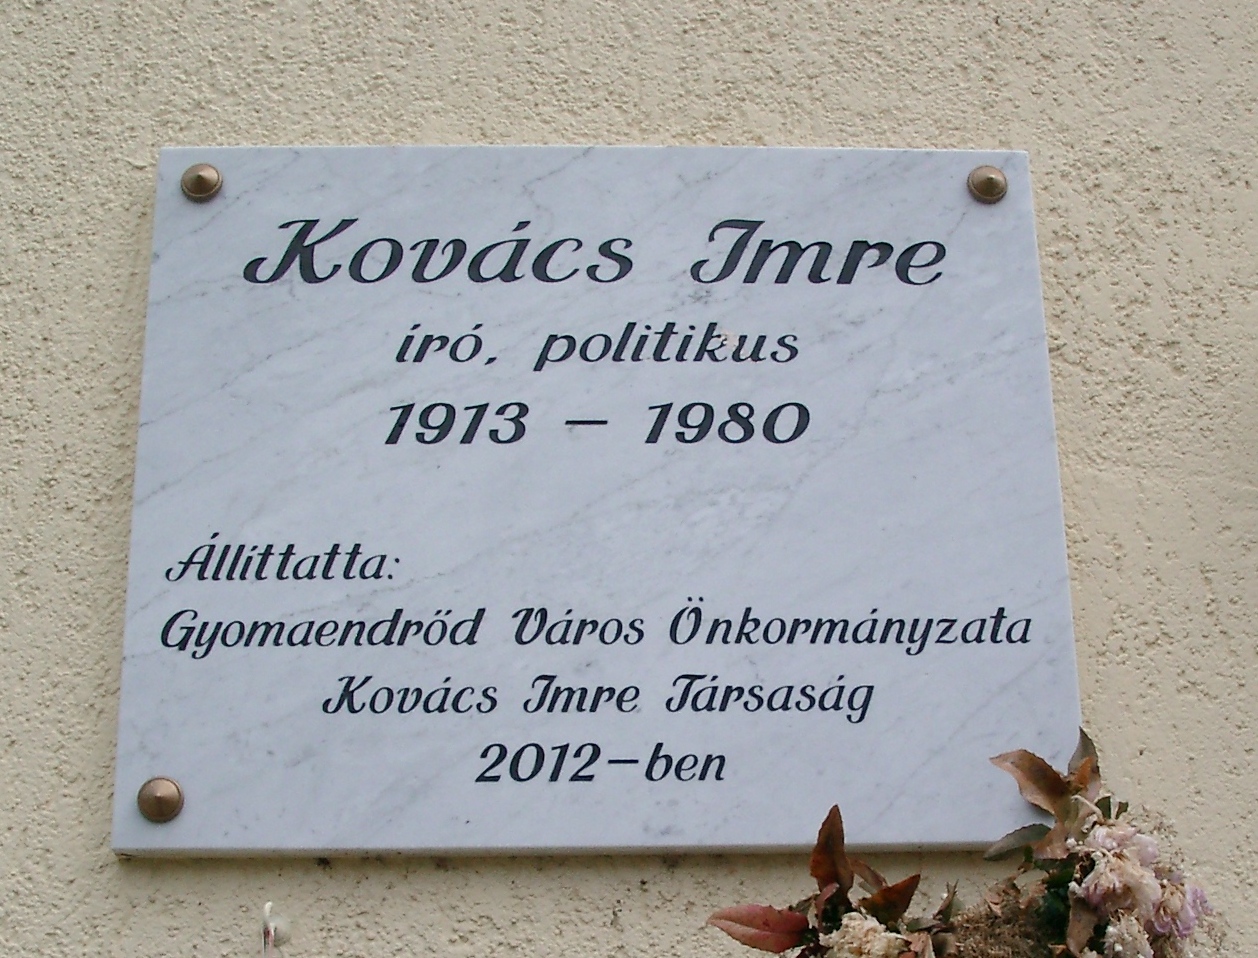 Kovács Imre
író, politikus
1913 – 1980
Állíttatta:
Gyomaendrőd Város Önkormányzata
Kovács Imre Társaság
2012–ben